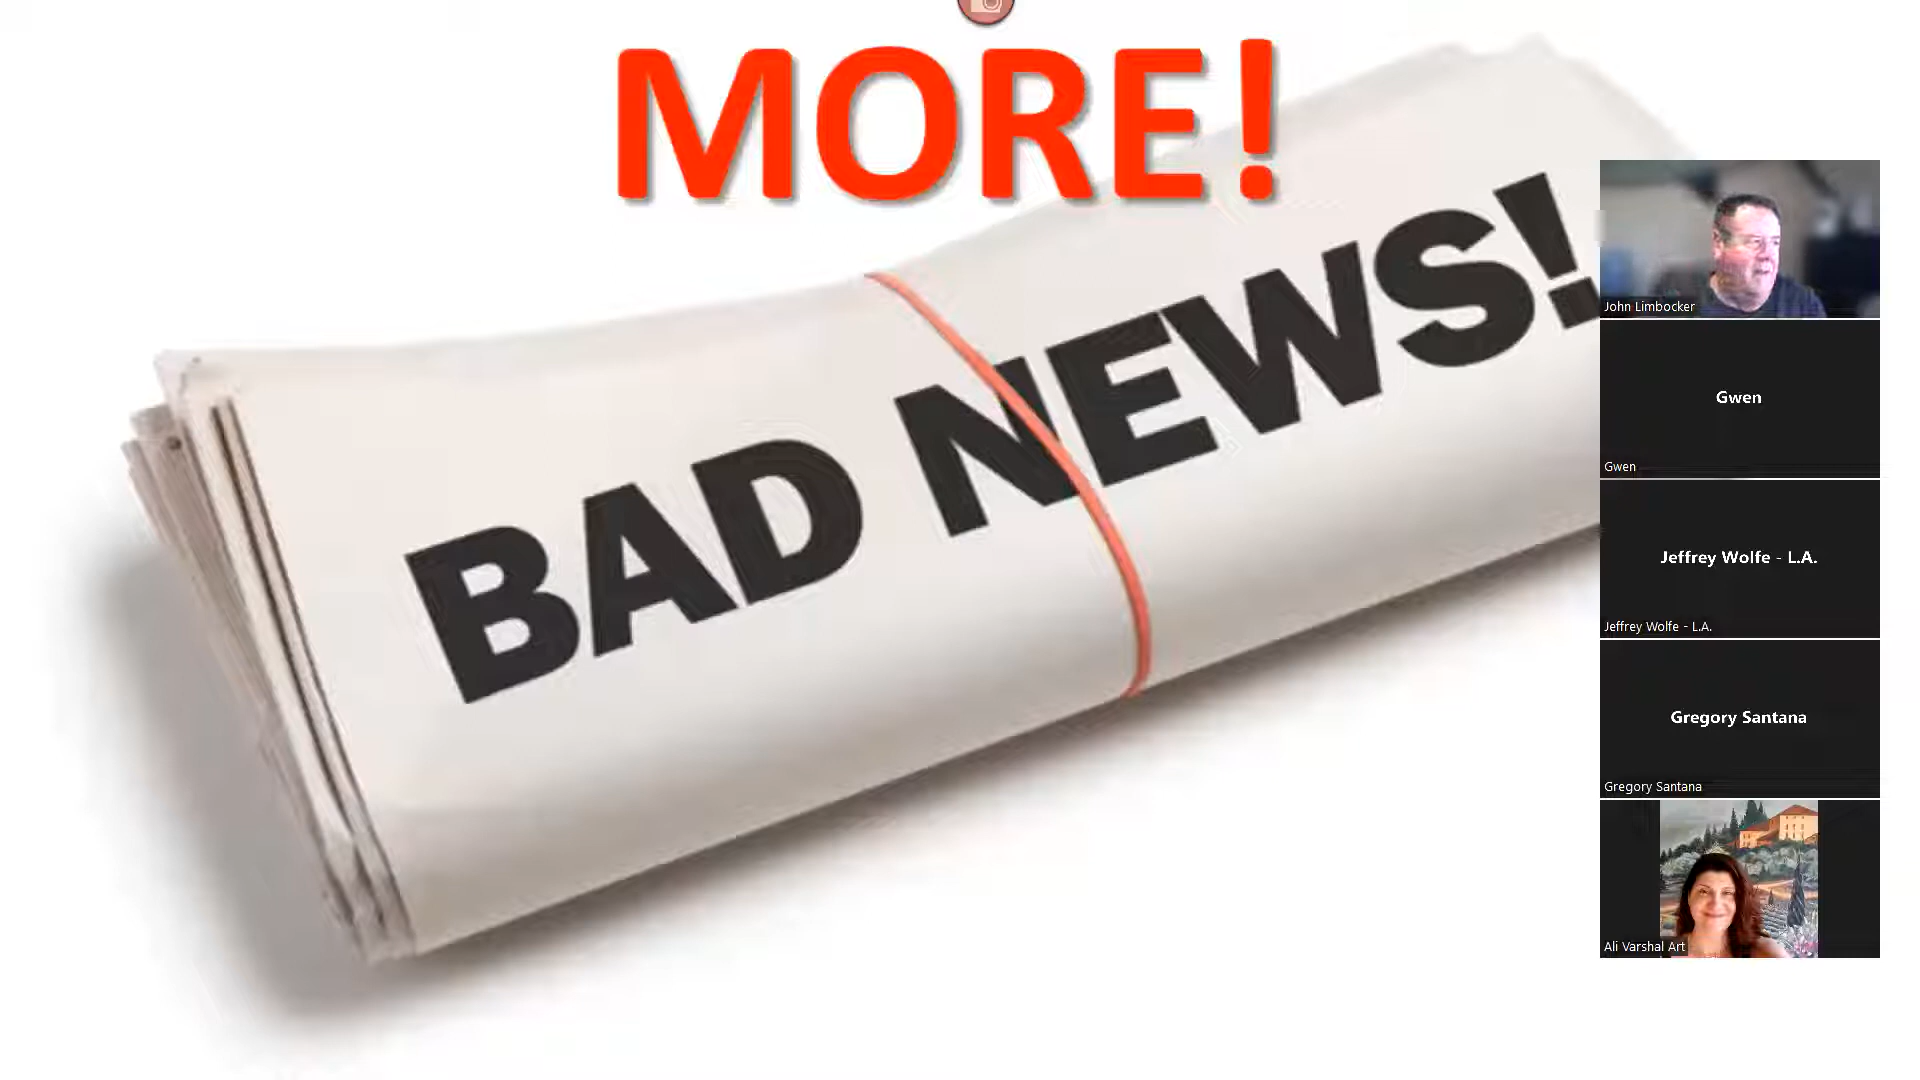 MORE!
BAD NEWS!
John Limbocker
Gwen
Gwen
Jeffrey Wolfe - L.A.
Jeffrey Wolfe - L.A.
Gregory Santana
Gregory Santana
Ali Varshal Art